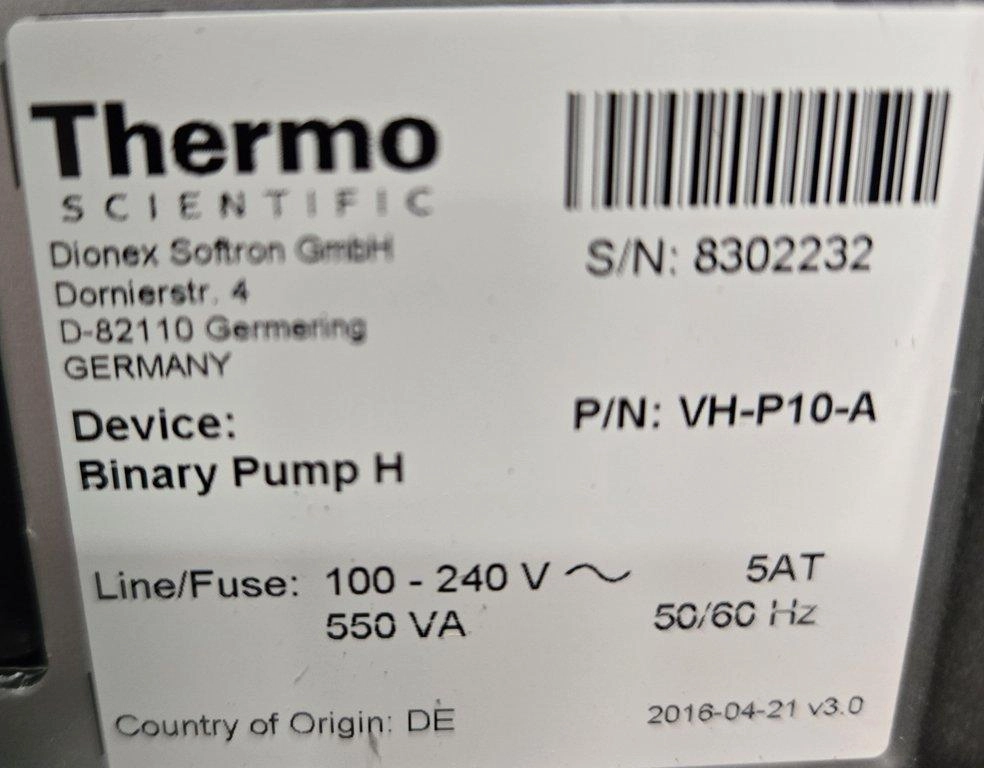 Thermo
SCIENTIFIC
Dionex Softron GmbH
Dornierstr. 4
D-82110 Germering
GERMANY
S/N: 8302232
P/N: VH-P10-A
Device:
Binary Pump H
Line/Fuse: 100 - 240 V ~ 5AT
550 VA 50/60 Hz
Country of Origin: DE
2016-04-21 v3.0